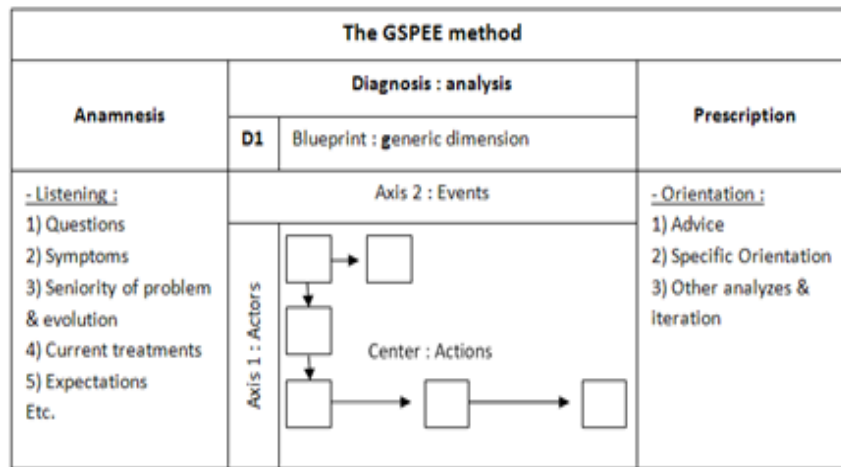 The GSPEE method
Anamnesis
Diagnosis : analysis
D1
Blueprint : generic dimension
Prescription
- Listening :
1) Questions
2) Symptoms
3) Seniority of problem
& evolution
4) Current treatments
5) Expectations
Etc.
Axis 2 : Events
Axis 1 : Actors
Center : Actions
- Orientation :
1) Advice
2) Specific Orientation
3) Other analyzes &
iteration